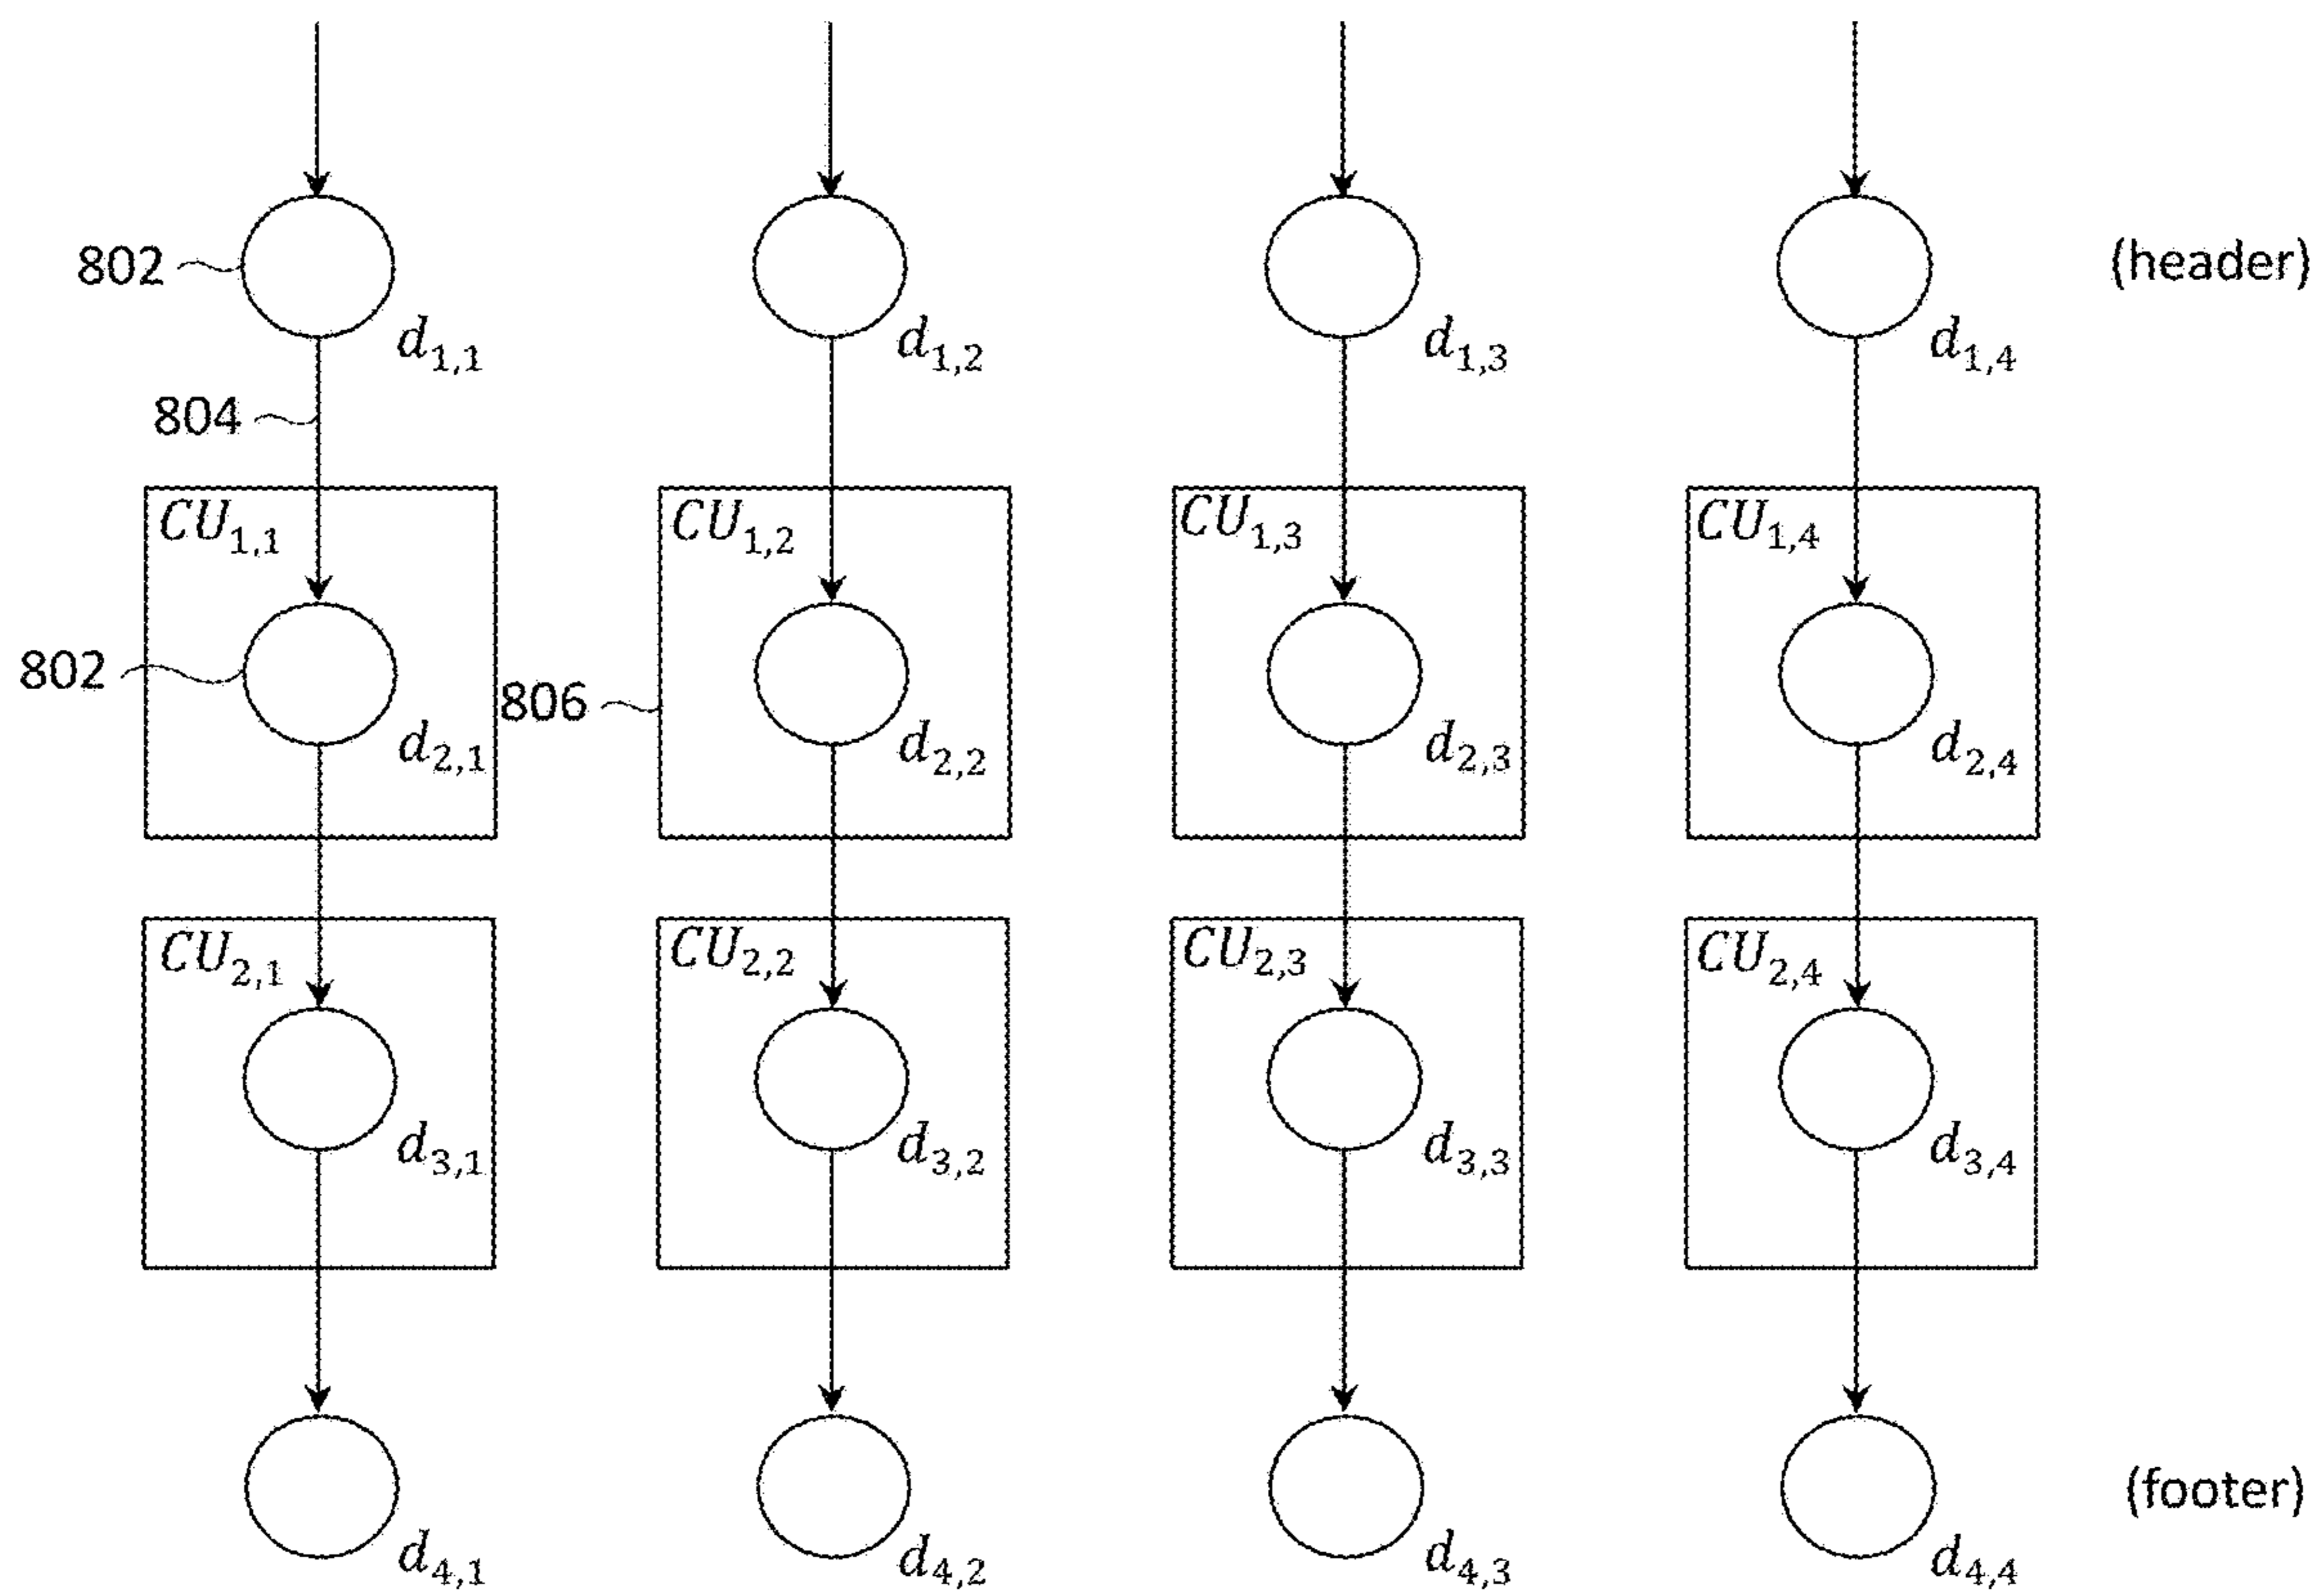 802 (header)
d1,1 d1,2 d1,3 d1,4
804
CU1,1 CU1,2 CU1,3 CU1,4
802 806
d2,1 d2,2 d2,3 d2,4
CU2,1 CU2,2 CU2,3 CU2,4
d3,1 d3,2 d3,3 d3,4
(footer)
d4,1 d4,2 d4,3 d4,4